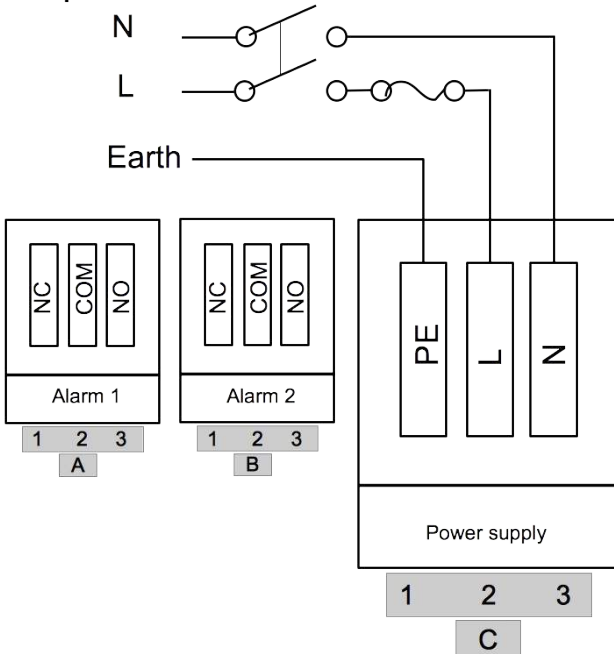 N
L
Earth
NC COM NO
NC COM NO
PE L N
Alarm 1
Alarm 2
1 2 3
1 2 3
A
B
Power supply
1 2 3
C